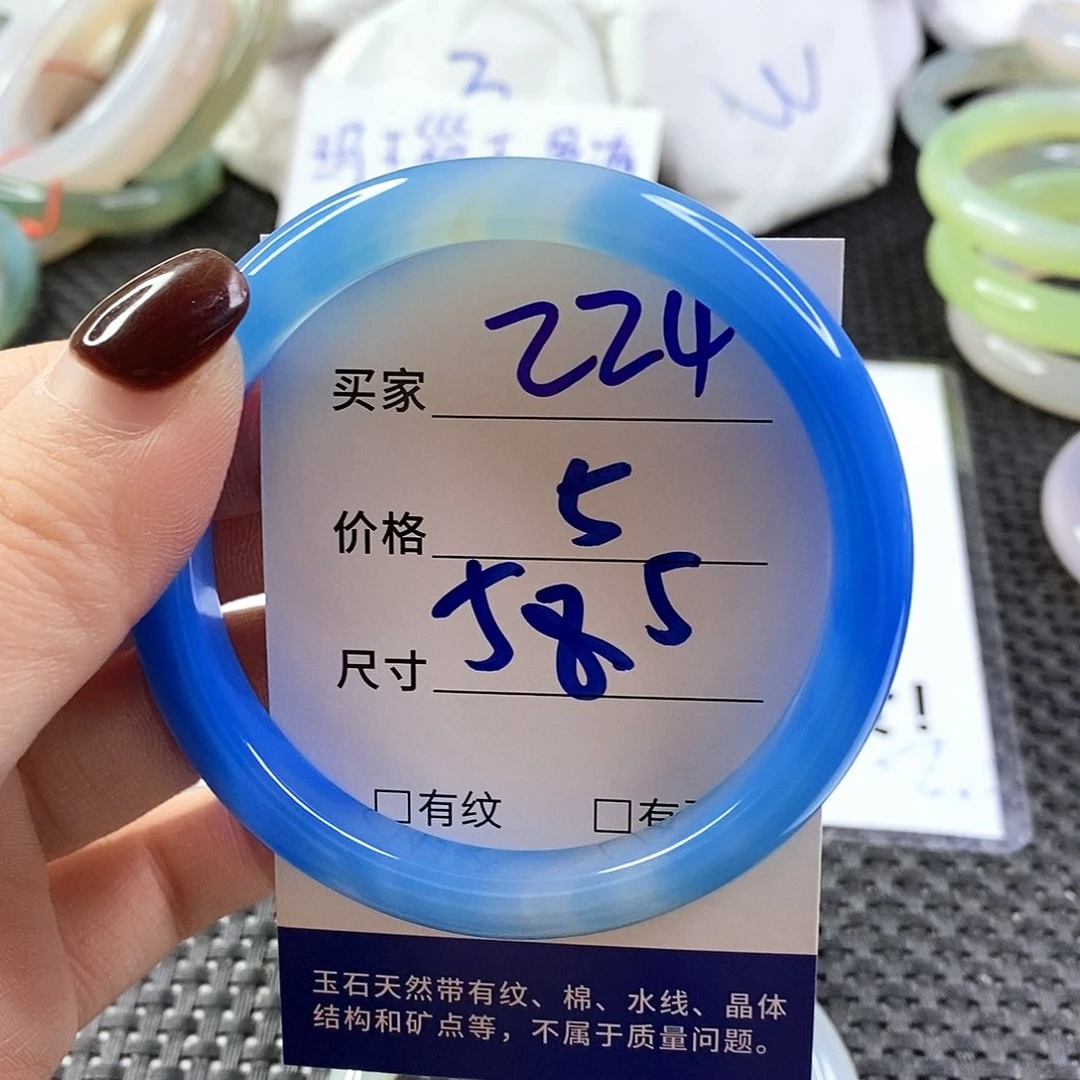 买家 224
价格 5
尺寸 585
□有纹 □有
玉石天然带有纹、棉、水线、晶体
结构和矿点等，不属于质量问题。